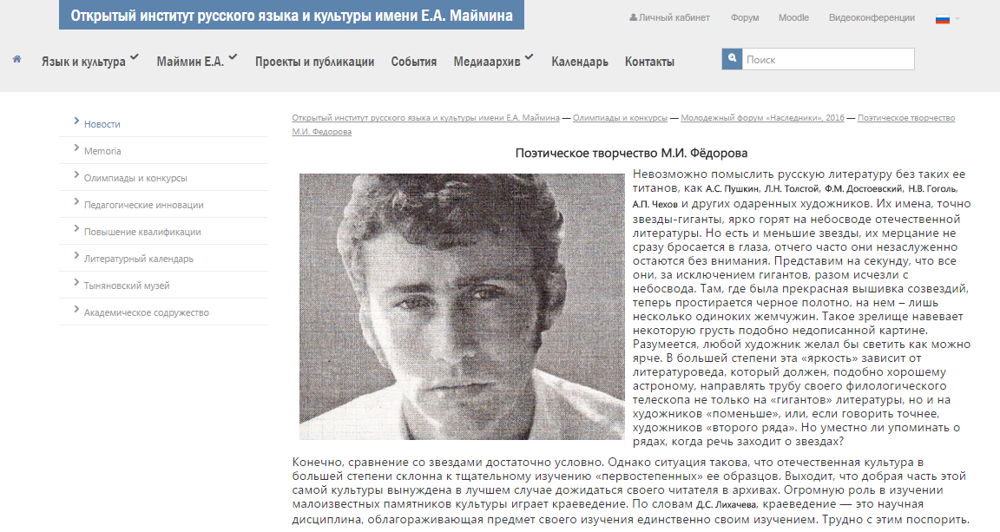 Открытый институт русского языка и культуры имени Е.А. Маймина
Личный кабинет Форум Moodle Видеоконференции
Язык и культура Маймин Е.А. Проекты и публикации События Медиаархив Календарь Контакты
Поиск
Новости
Memoria
Олимпиады и конкурсы
Педагогические инновации
Повышение квалификации
Литературный календарь
Тыняновский музей
Академическое содружество
Открытый институт русского языка и культуры имени Е.А. Маймина — Олимпиады и конкурсы — Молодежный форум «Наследники», 2016 — Поэтическое творчество
М.И. Федорова
Поэтическое творчество М.И. Фёдорова
Невозможно помыслить русскую литературу без таких ее
титанов, как А.С. Пушкин, Л.Н. Толстой, Ф.М. Достоевский, Н.В. Гоголь,
А.П. Чехов и других одаренных художников. Их имена, точно
звезды-гиганты, ярко горят на небосводе отечественной
литературы. Но есть и меньшие звезды, их мерцание не
сразу бросается в глаза, отчего часто они незаслуженно
остаются без внимания. Представим на секунду, что все
они, за исключением гигантов, разом исчезли с
небосвода. Там, где была прекрасная вышивка созвездий,
теперь простирается черное полотно, на нем – лишь
несколько одиноких жемчужин. Такое зрелище навевает
некоторую грусть подобно недописанной картине.
Разумеется, любой художник желал бы светить как можно
ярче. В большей степени эта «яркость» зависит от
литературоведа, который должен, подобно хорошему
астроному, направлять трубу своего филологического
телескопа не только на «гигантов» литературы, но и на
художников «поменьше», или, если говорить точнее,
художников «второго ряда». Но уместно ли упоминать о
рядах, когда речь заходит о звездах?
Конечно, сравнение со звездами достаточно условно. Однако ситуация такова, что отечественная культура в
большей степени склонна к тщательному изучению «первостепенных» ее образцов. Выходит, что добрая часть этой
самой культуры вынуждена в лучшем случае дожидаться своего читателя в архивах. Огромную роль в изучении
малоизвестных памятников культуры играет краеведение. По словам Д.С. Лихачева, краеведение — это научная
дисциплина, облагораживающая предмет своего изучения единственно своим изучением. Трудно с этим поспорить.